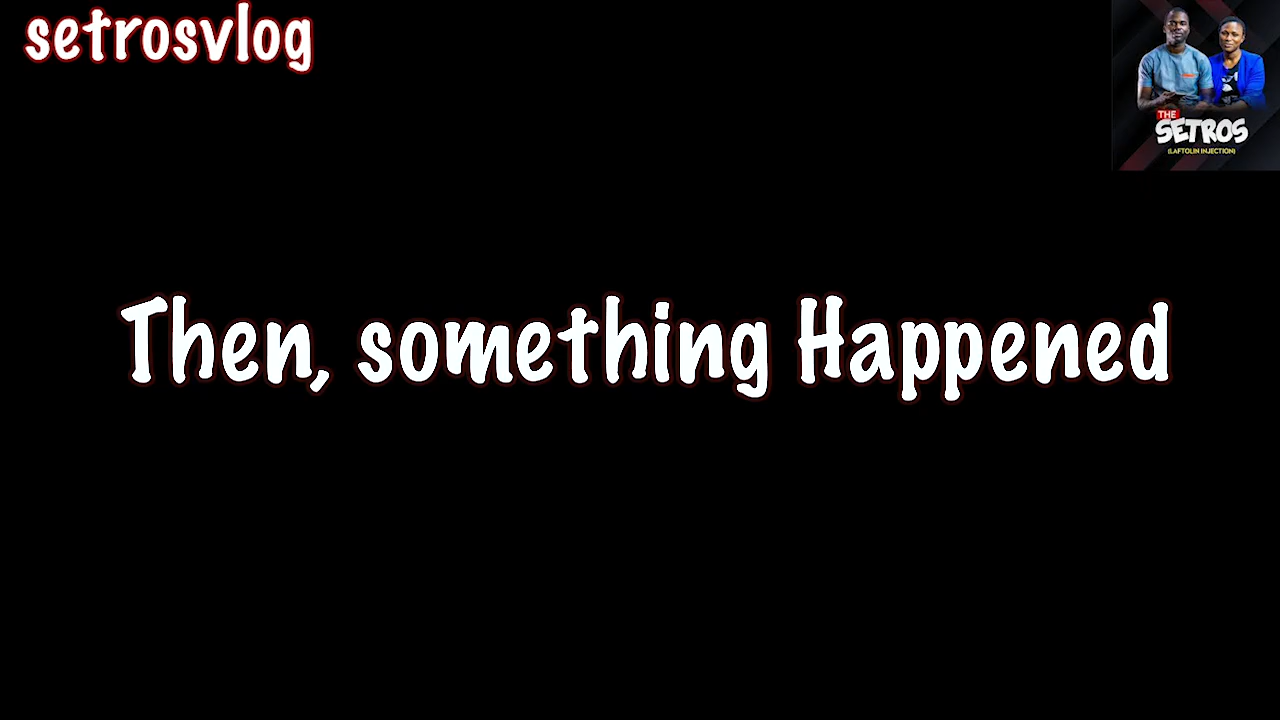 setrosvlog
THE
SETROS
(LAFTOLIN INJECTION)
Then, something Happened